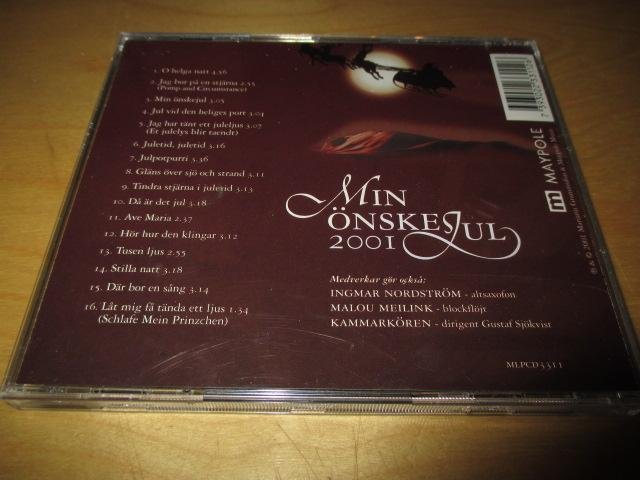 1. O helga natt 4.56
2. Jag bor på en stjärna 2.55
(Pomp and Circumstance)
3. Min önskejul 3.05
4. Jul vid den heliges port 3.04
5. Jag har tänt ett juleljus 3.07
(Et julelys blir taendt)
6. Juletid, juletid 3.16
7. Julpotpurri 3.36
8. Gläns över sjö och strand 3.11
9. Tindra stjärna i juletid 3.13
10. Då är det jul 3.18
11. Ave Maria 2.37
12. Hör hur den klingar 3.12
13. Tusen ljus 2.55
14. Stilla natt 3.18
15. Där bor en sång 3.14
16. Låt mig få tända ett ljus 1.34
(Schlafe Mein Prinzchen)
MIN
ÖNSKEJUL
2001
Medverkar gör också:
INGMAR NORDSTRÖM - altsaxofon
MALOU MEILINK - blockflöjt
KAMMARKÖREN - dirigent Gustaf Sjökvist
MLPCD3311
MAYPOLE